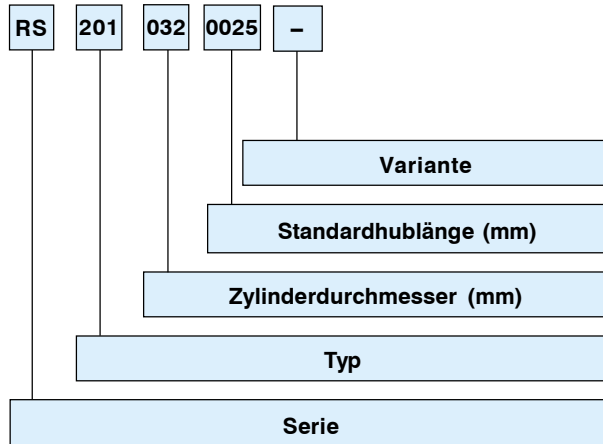 RS 201 032 0025 –
Variante
Standardhublänge (mm)
Zylinderdurchmesser (mm)
Typ
Serie